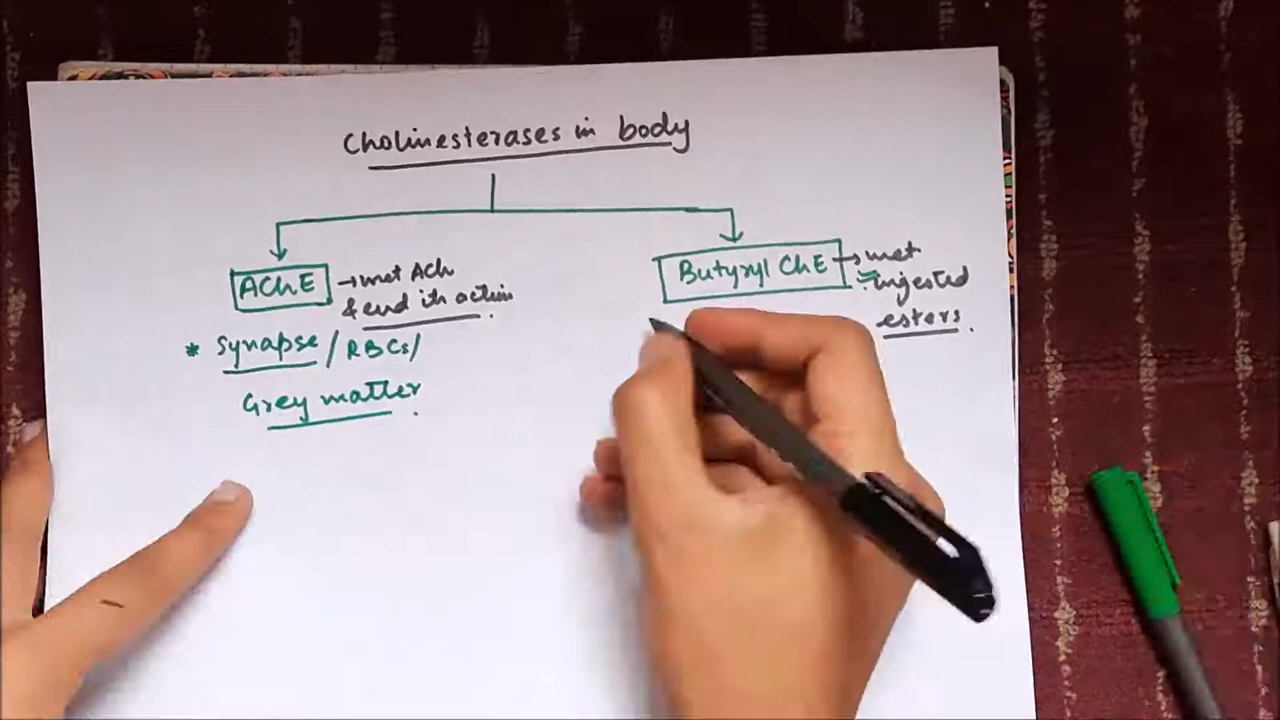 Cholinesterases in body
AChE
→ met Ach
& end its action.
* Synapse / RBCs/
Grey matter.
Butyryl ChE
→ met
ingested
esters.